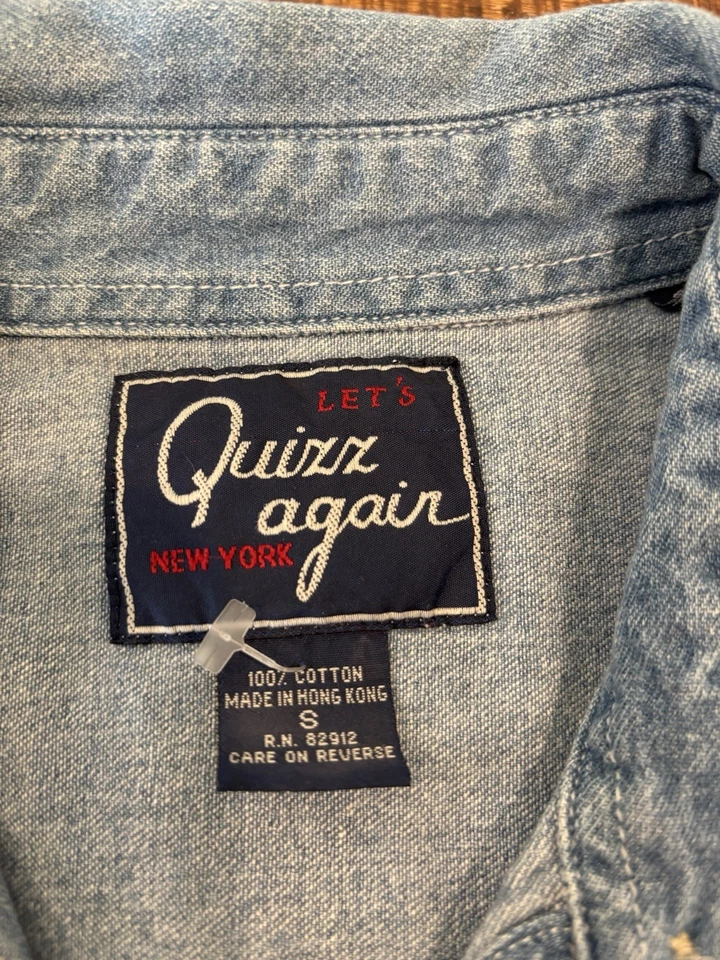 LET'S
Quizz
again
NEW YORK
100% COTTON
MADE IN HONG KONG
S
R.N. 82912
CARE ON REVERSE